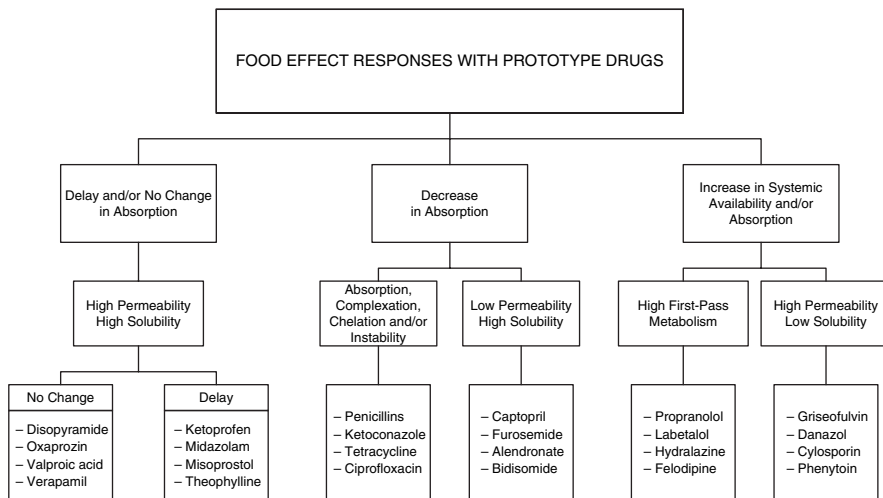 FOOD EFFECT RESPONSES WITH PROTOTYPE DRUGS
Delay and/or No Change
in Absorption
Decrease
in Absorption
Increase in Systemic
Availability and/or
Absorption
High Permeability
High Solubility
Absorption,
Complexation,
Chelation and/or
Instability
Low Permeability
High Solubility
High First-Pass
Metabolism
High Permeability
Low Solubility
No Change
– Disopyramide
– Oxaprozin
– Valproic acid
– Verapamil
Delay
– Ketoprofen
– Midazolam
– Misoprostol
– Theophylline
– Penicillins
– Ketoconazole
– Tetracycline
– Ciprofloxacin
– Captopril
– Furosemide
– Alendronate
– Bidisomide
– Propranolol
– Labetalol
– Hydralazine
– Felodipine
– Griseofulvin
– Danazol
– Cylosporin
– Phenytoin